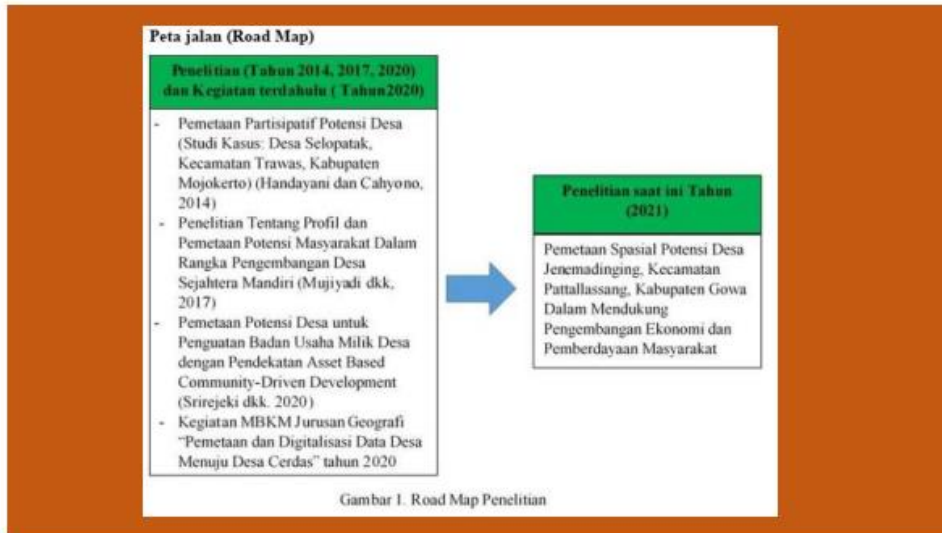 Peta jalan (Road Map)
Penelitian (Tahun 2014, 2017, 2020)
dan Kegiatan terdahulu ( Tahun2020)
- Pemetaan Partisipatif Potensi Desa
(Studi Kasus: Desa Selopatak,
Kecamatan Trawas, Kabupaten
Mojokerto) (Handayani dan Cahyono,
2014)
- Penelitian Tentang Profil dan
Pemetaan Potensi Masyarakat Dalam
Rangka Pengembangan Desa
Sejahtera Mandiri (Mujiyadi dkk,
2017)
- Pemetaan Potensi Desa untuk
Penguatan Badan Usaha Milik Desa
dengan Pendekatan Asset Based
Community-Driven Development
(Srirejeki dkk. 2020)
- Kegiatan MBKM Jurusan Geografi
“Pemetaan dan Digitalisasi Data Desa
Menuju Desa Cerdas” tahun 2020
Penelitian saat ini Tahun
(2021)
Pemetaan Spasial Potensi Desa
Jenemadinging, Kecamatan
Pattallassang, Kabupaten Gowa
Dalam Mendukung
Pengembangan Ekonomi dan
Pemberdayaan Masyarakat
Gambar 1. Road Map Penelitian